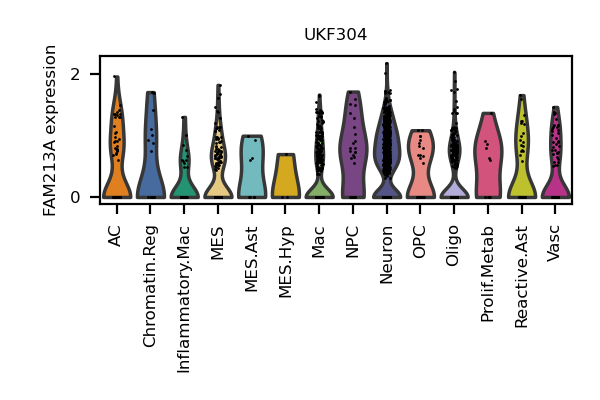 UKF304
FAM213A expression
2
0
AC
Chromatin.Reg
Inflammatory.Mac
MES
MES.Ast
MES.Hyp
Mac
NPC
Neuron
OPC
Oligo
Prolif.Metab
Reactive.Ast
Vasc